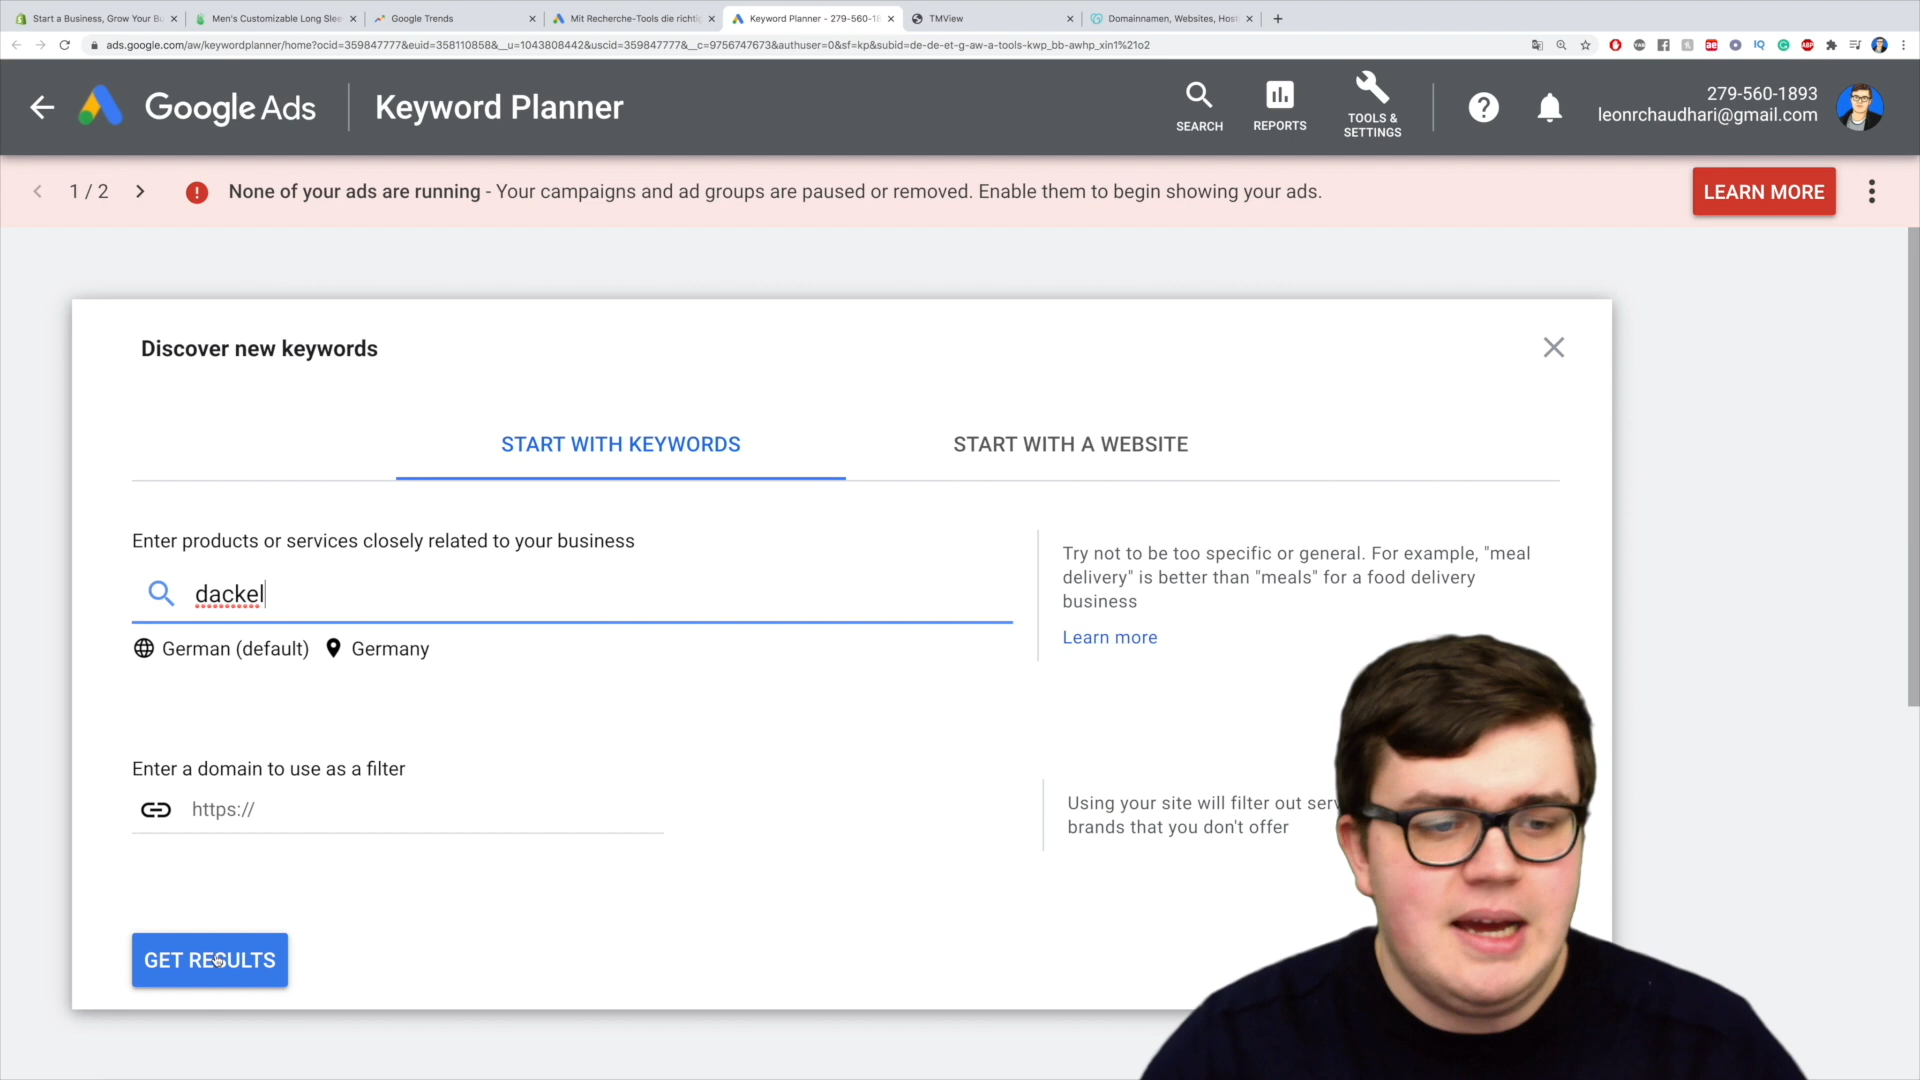 Start a Business, Grow Your Bu
Men's Customizable Long Slee
Google Trends
Mit Recherche-Tools die richtig
Keyword Planner - 279-560-18
TMView
Domainnamen, Websites, Host
ads.google.com/aw/keywordplanner/home?ocid=359847777&euid=358110858&__u=1043808442&uscid=359847777&__c=9756747673&authuser=0&sf=kp&subid=de-de-et-g-aw-a-tools-kwp_bb-awhp_xin1%21o2
Google Ads
Keyword Planner
SEARCH
REPORTS
TOOLS &
SETTINGS
279-560-1893
leonrchaudhari@gmail.com
1 / 2
None of your ads are running - Your campaigns and ad groups are paused or removed. Enable them to begin showing your ads.
LEARN MORE
Discover new keywords
START WITH KEYWORDS
START WITH A WEBSITE
Enter products or services closely related to your business
dackel
German (default)
Germany
Try not to be too specific or general. For example, "meal
delivery" is better than "meals" for a food delivery
business
Learn more
Enter a domain to use as a filter
https://
Using your site will filter out serv
brands that you don't offer
GET RESULTS